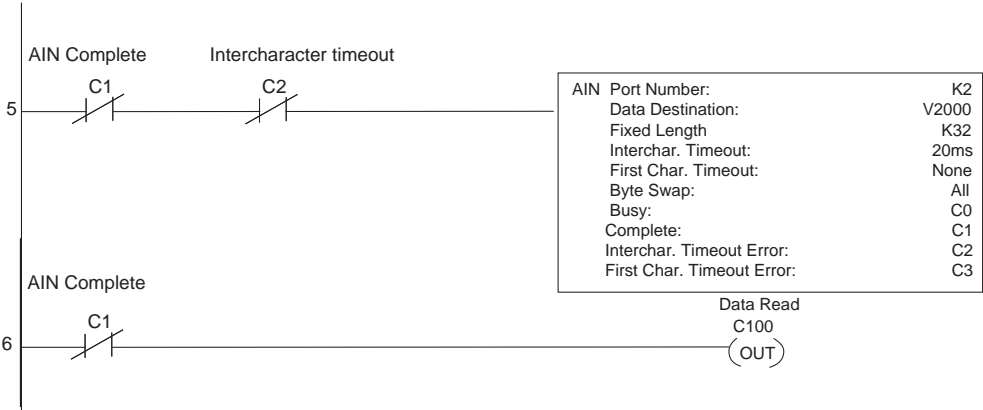 AIN Complete Intercharacter timeout
C1 C2
5
AIN Port Number: K2
Data Destination: V2000
Fixed Length K32
Interchar. Timeout: 20ms
First Char. Timeout: None
Byte Swap: All
Busy: C0
Complete: C1
Interchar. Timeout Error: C2
First Char. Timeout Error: C3
AIN Complete
Data Read
C1 C100
6
OUT